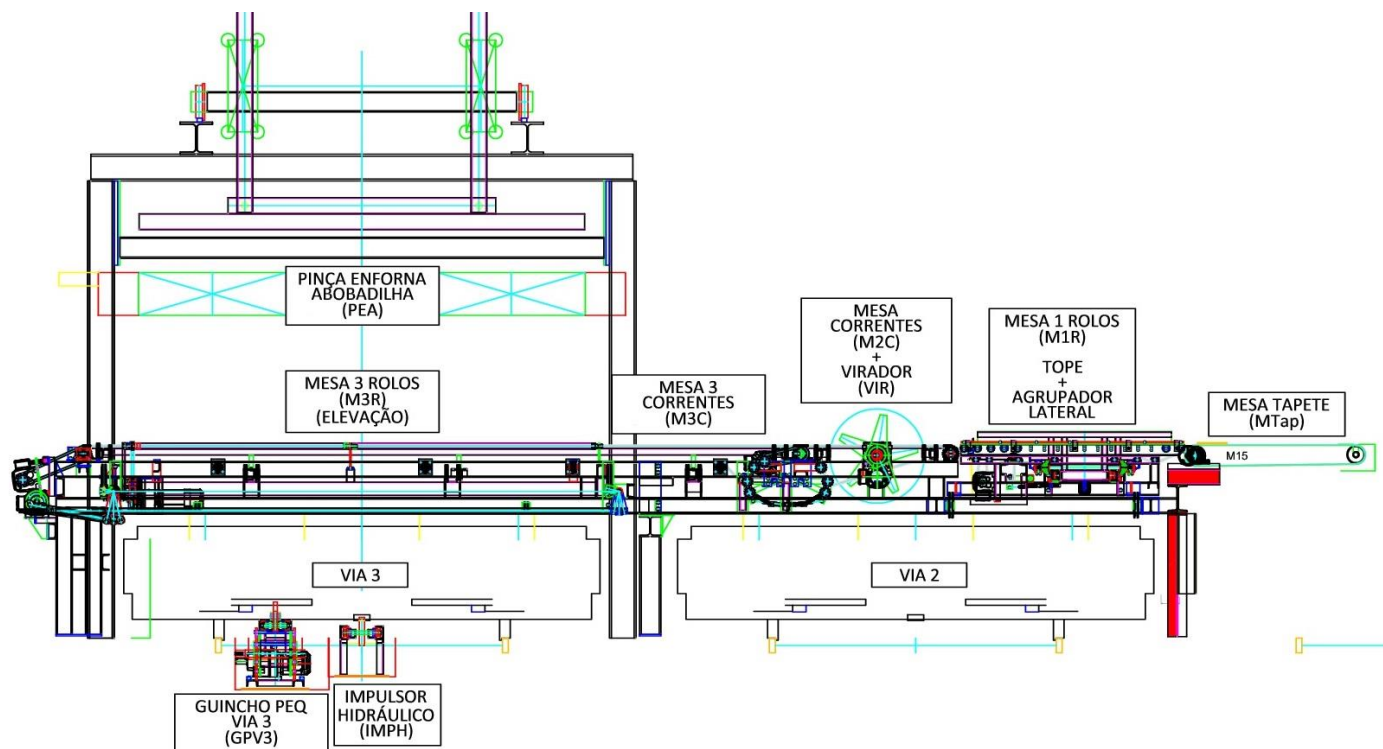 PINÇA ENFORNA
ABOBADILHA
(PEA)
MESA
CORRENTES
(M2C)
+
VIRADOR
(VIR)
MESA 1 ROLOS
(M1R)
TOPE
+
AGRUPADOR
LATERAL
MESA 3 ROLOS
(M3R)
(ELEVAÇÃO)
MESA 3
CORRENTES
(M3C)
MESA TAPETE
(MTap)
M15
VIA 3
VIA 2
GUINCHO PEQ
VIA 3
(GPV3)
IMPULSOR
HIDRÁULICO
(IMPH)